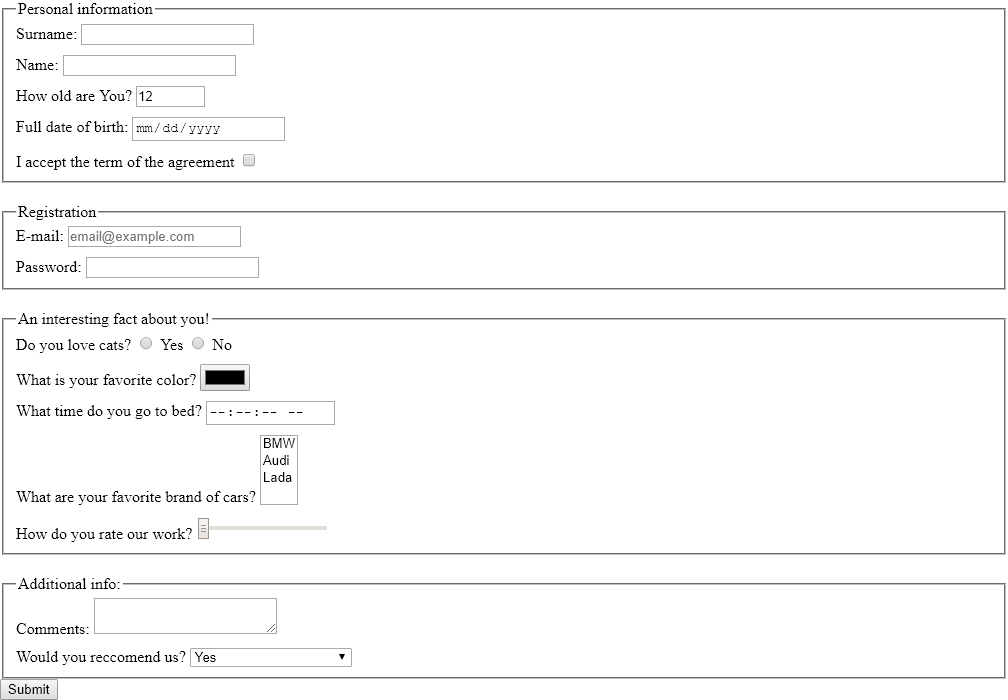 Personal information
Surname:
Name:
How old are You? 12
Full date of birth: mm/dd/yyyy
I accept the term of the agreement
Registration
E-mail: email@example.com
Password:
An interesting fact about you!
Do you love cats? Yes No
What is your favorite color?
What time do you go to bed? --:--:-- --
BMW
Audi
Lada
What are your favorite brand of cars?
How do you rate our work?
Additional info:
Comments:
Would you reccomend us? Yes
Submit